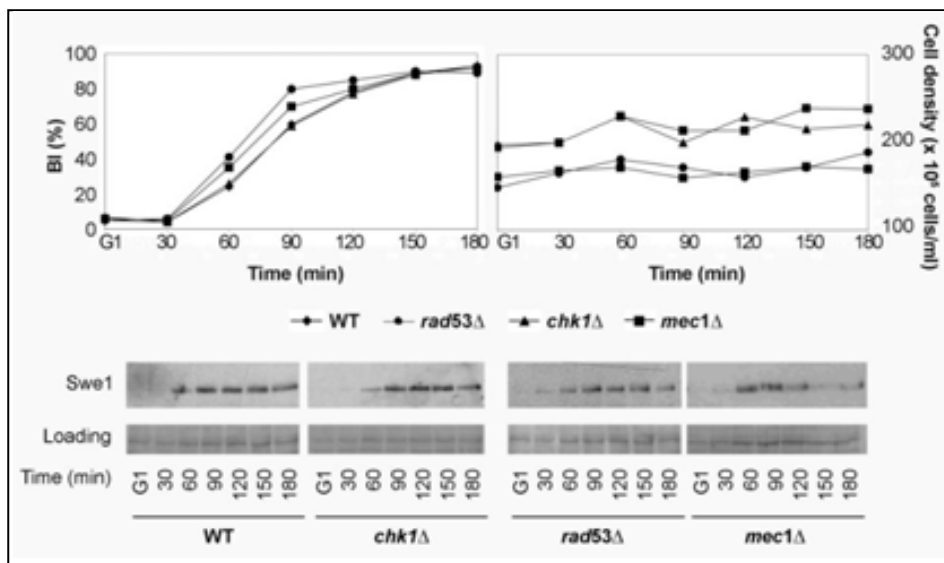 100
80
60
40
20
0
BI (%)
G1 30 60 90 120 150 180
Time (min)
300
200
100
Cell density (x 10⁶ cells/ml)
G1 30 60 90 120 150 180
Time (min)
WT rad53Δ chk1Δ mec1Δ
Swe1
Loading
Time (min) G1 30 60 90 120 150 180 G1 30 60 90 120 150 180 G1 30 60 90 120 150 180 G1 30 60 90 120 150 180
WT chk1Δ rad53Δ mec1Δ